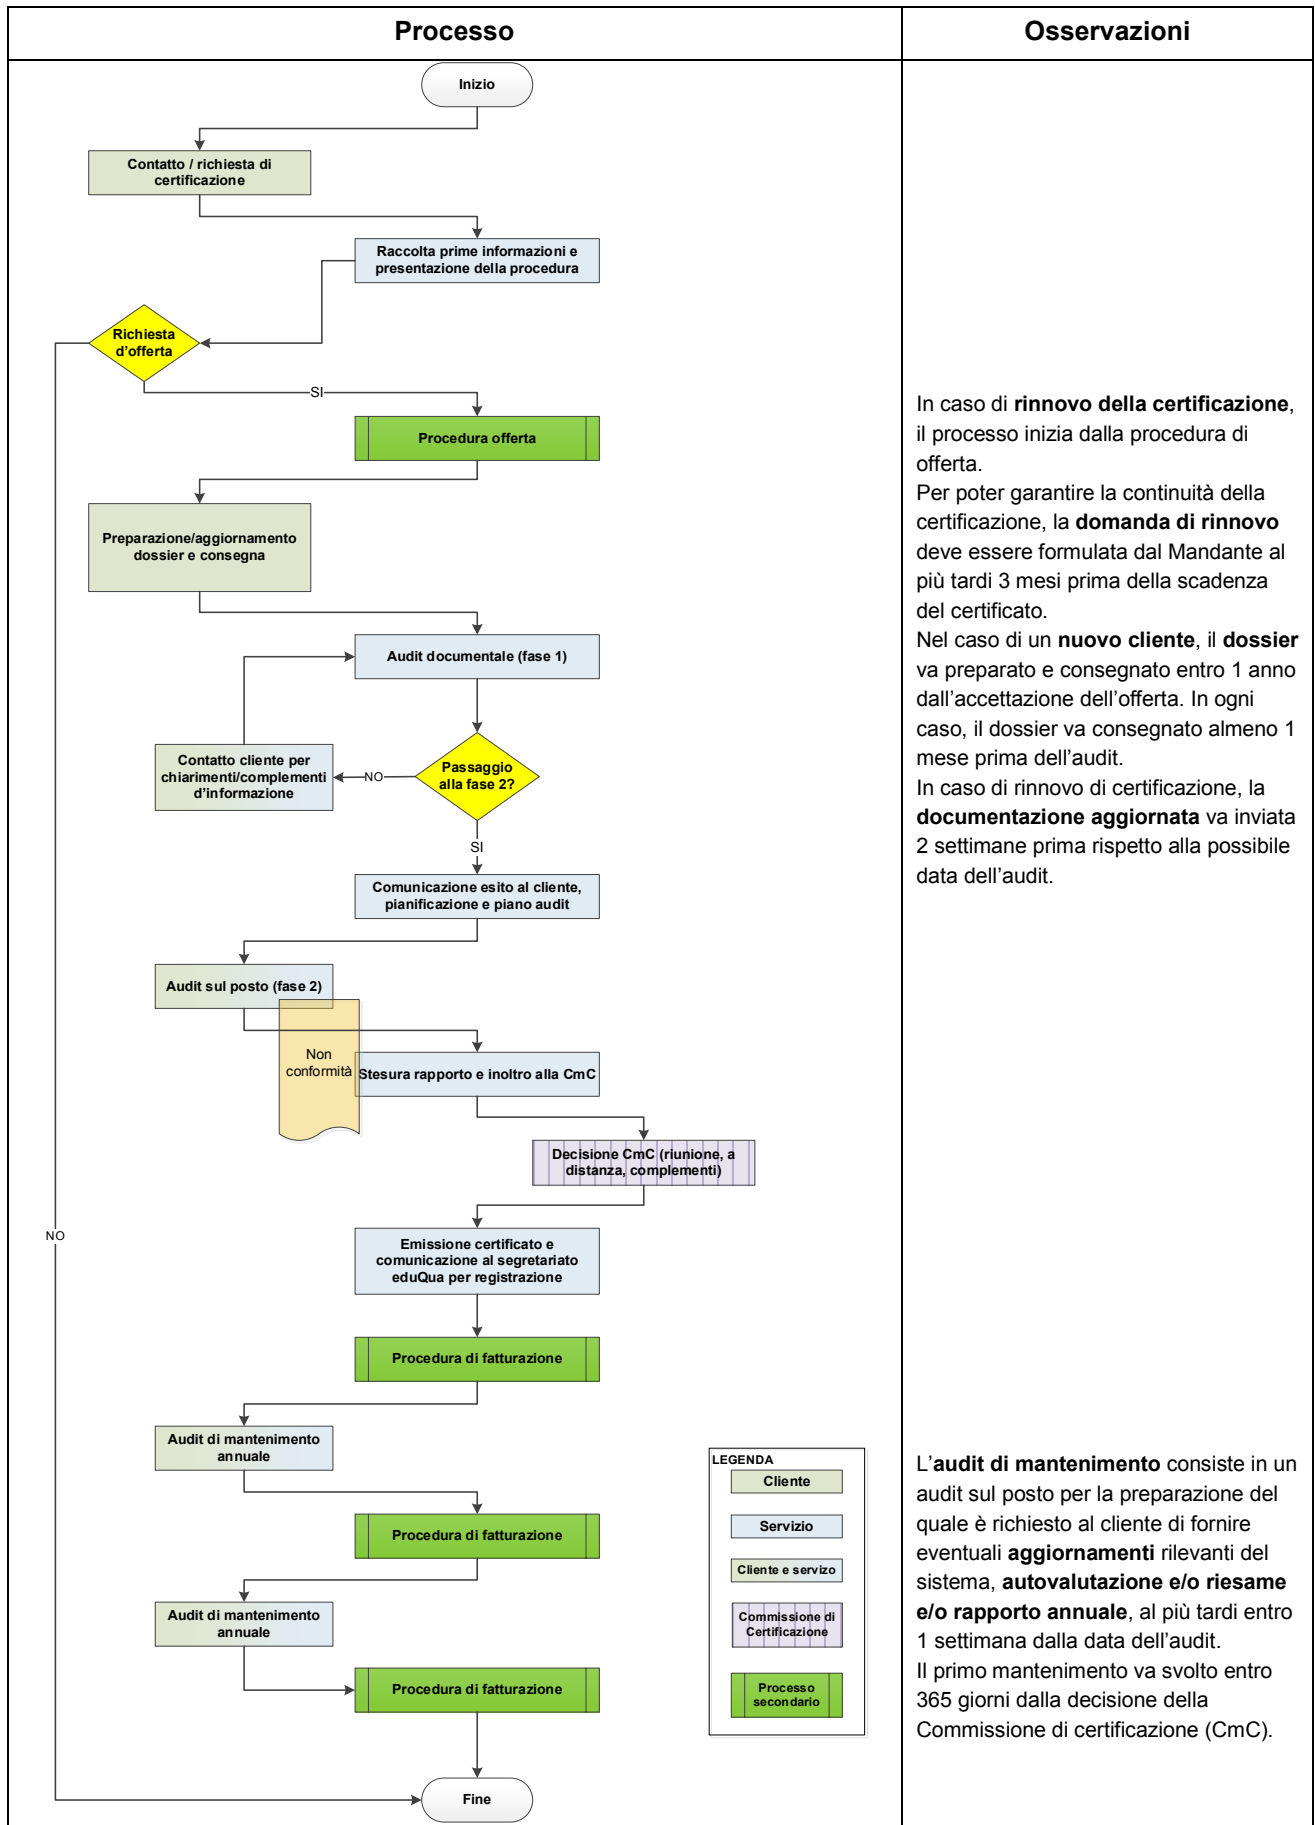 Processo
Osservazioni
Inizio
Contatto / richiesta di
certificazione
Raccolta prime informazioni e
presentazione della procedura
Richiesta
d'offerta
SI
Procedura offerta
Preparazione/aggiornamento
dossier e consegna
Audit documentale (fase 1)
Contatto cliente per
chiarimenti/complementi
d'informazione
NO
Passaggio
alla fase 2?
SI
Comunicazione esito al cliente,
pianificazione e piano audit
Audit sul posto (fase 2)
Non
conformità
Stesura rapporto e inoltro alla CmC
Decisione CmC (riunione, a
distanza, complementi)
NO
Emissione certificato e
comunicazione al segretariato
eduQua per registrazione
Procedura di fatturazione
Audit di mantenimento
annuale
Procedura di fatturazione
Audit di mantenimento
annuale
Procedura di fatturazione
Fine
LEGENDA
Cliente
Servizio
Cliente e servizo
Commissione di
Certificazione
Processo
secondario
In caso di rinnovo della certificazione,
il processo inizia dalla procedura di
offerta.
Per poter garantire la continuità della
certificazione, la domanda di rinnovo
deve essere formulata dal Mandante al
più tardi 3 mesi prima della scadenza
del certificato.
Nel caso di un nuovo cliente, il dossier
va preparato e consegnato entro 1 anno
dall'accettazione dell'offerta. In ogni
caso, il dossier va consegnato almeno 1
mese prima dell'audit.
In caso di rinnovo di certificazione, la
documentazione aggiornata va inviata
2 settimane prima rispetto alla possibile
data dell'audit.
L'audit di mantenimento consiste in un
audit sul posto per la preparazione del
quale è richiesto al cliente di fornire
eventuali aggiornamenti rilevanti del
sistema, autovalutazione e/o riesame
e/o rapporto annuale, al più tardi entro
1 settimana dalla data dell'audit.
Il primo mantenimento va svolto entro
365 giorni dalla decisione della
Commissione di certificazione (CmC).